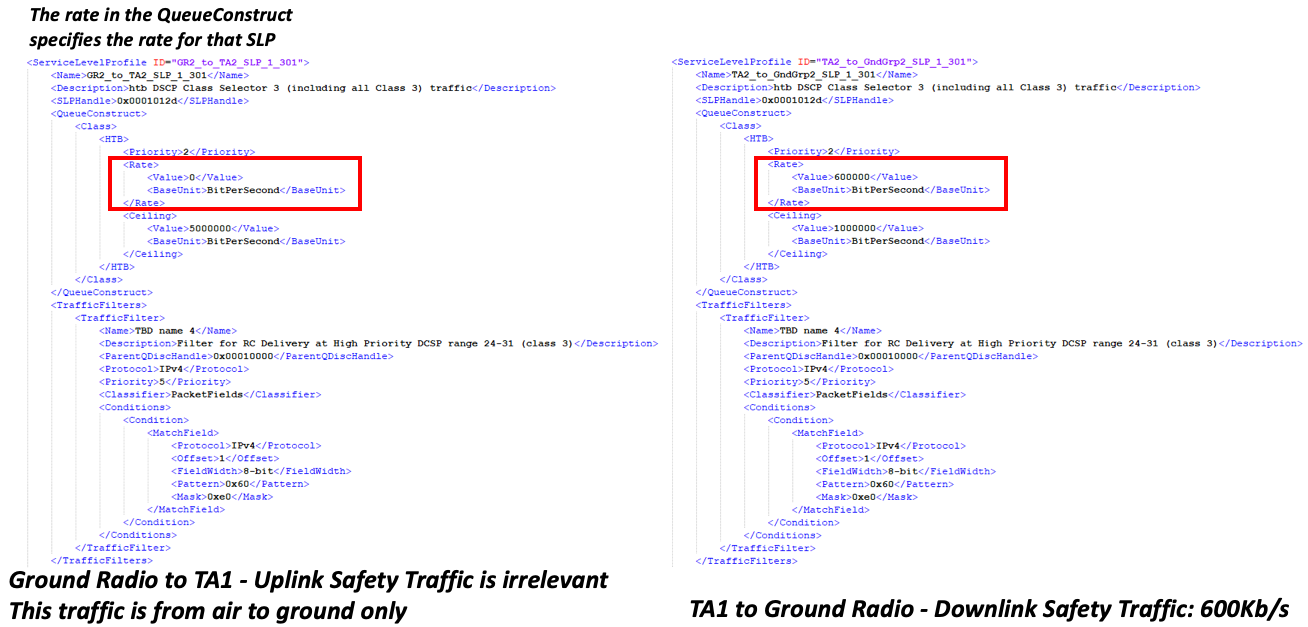 The rate in the QueueConstruct
specifies the rate for that SLP
<ServiceLevelProfile ID="GR2_to_TA2_SLP_1_301">
<Name>GR2_to_TA2_SLP_1_301</Name>
<Description>htb DSCP Class Selector 3 (including all Class 3) traffic</Description>
<SLPHandle>0x0001012d</SLPHandle>
<QueueConstruct>
<Class>
<HTB>
<Priority>2</Priority>
<Rate>
<Value>0</Value>
<BaseUnit>BitPerSecond</BaseUnit>
</Rate>
<Ceiling>
<Value>5000000</Value>
<BaseUnit>BitPerSecond</BaseUnit>
</Ceiling>
</HTB>
</Class>
</QueueConstruct>
<TrafficFilters>
<TrafficFilter>
<Name>TBD name 4</Name>
<Description>Filter for RC Delivery at High Priority DCSP range 24-31 (class 3)</Description>
<ParentQDiscHandle>0x00010000</ParentQDiscHandle>
<Protocol>IPv4</Protocol>
<Priority>5</Priority>
<Classifier>PacketFields</Classifier>
<Conditions>
<Condition>
<MatchField>
<Protocol>IPv4</Protocol>
<Offset>1</Offset>
<FieldWidth>8-bit</FieldWidth>
<Pattern>0x60</Pattern>
<Mask>0xe0</Mask>
</MatchField>
</Condition>
</Conditions>
</TrafficFilter>
</TrafficFilters>
Ground Radio to TA1 - Uplink Safety Traffic is irrelevant
This traffic is from air to ground only
<ServiceLevelProfile ID="TA2_to_GndGrp2_SLP_1_301">
<Name>TA2_to_GndGrp2_SLP_1_301</Name>
<Description>htb DSCP Class Selector 3 (including all Class 3) traffic</Description>
<SLPHandle>0x0001012d</SLPHandle>
<QueueConstruct>
<Class>
<HTB>
<Priority>2</Priority>
<Rate>
<Value>600000</Value>
<BaseUnit>BitPerSecond</BaseUnit>
</Rate>
<Ceiling>
<Value>1000000</Value>
<BaseUnit>BitPerSecond</BaseUnit>
</Ceiling>
</HTB>
</Class>
</QueueConstruct>
<TrafficFilters>
<TrafficFilter>
<Name>TBD name 4</Name>
<Description>Filter for RC Delivery at High Priority DCSP range 24-31 (class 3)</Description>
<ParentQDiscHandle>0x00010000</ParentQDiscHandle>
<Protocol>IPv4</Protocol>
<Priority>5</Priority>
<Classifier>PacketFields</Classifier>
<Conditions>
<Condition>
<MatchField>
<Protocol>IPv4</Protocol>
<Offset>1</Offset>
<FieldWidth>8-bit</FieldWidth>
<Pattern>0x60</Pattern>
<Mask>0xe0</Mask>
</MatchField>
</Condition>
</Conditions>
</TrafficFilter>
</TrafficFilters>
TA1 to Ground Radio - Downlink Safety Traffic: 600Kb/s